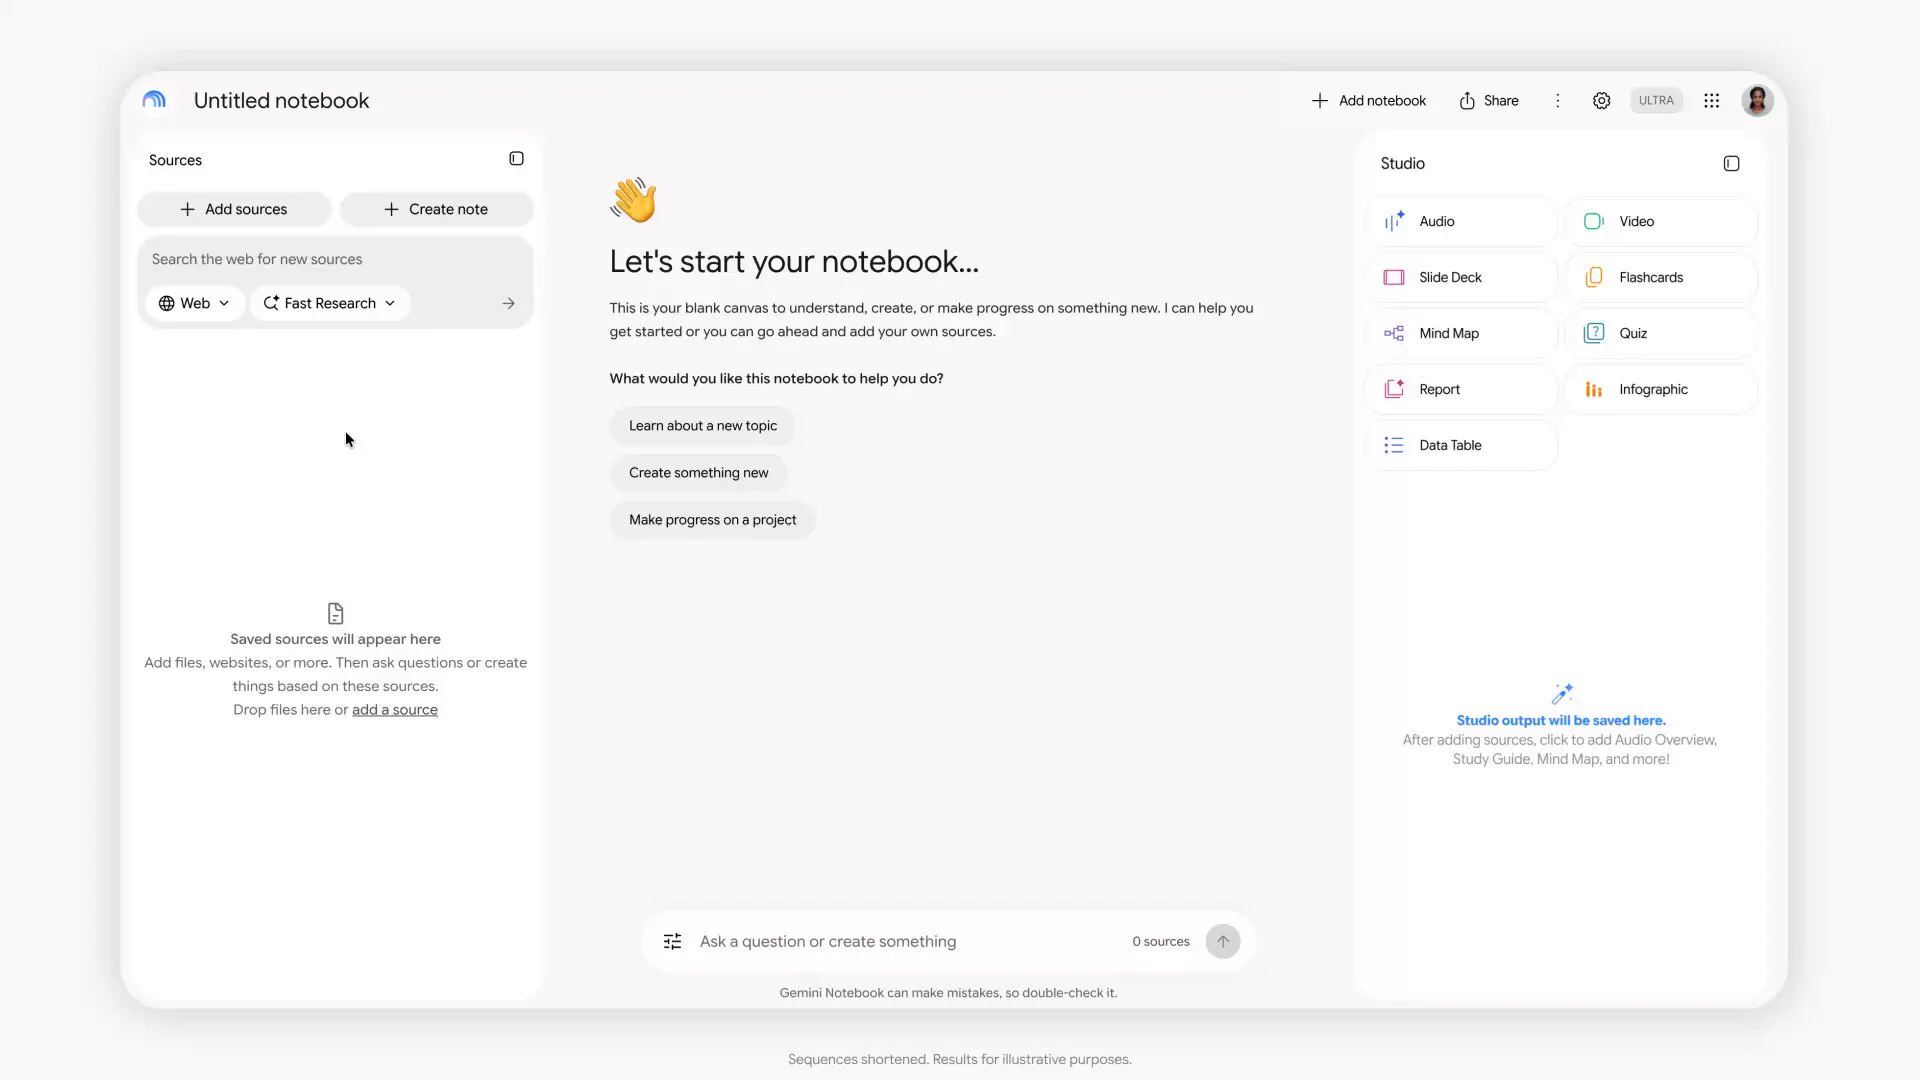 Untitled notebook
Add notebook
Share
ULTRA
Sources
Add sources
Create note
Search the web for new sources
Web
Fast Research
Saved sources will appear here
Add files, websites, or more. Then ask questions or create
things based on these sources.
Drop files here or add a source
Let's start your notebook...
This is your blank canvas to understand, create, or make progress on something new. I can help you
get started or you can go ahead and add your own sources.
What would you like this notebook to help you do?
Learn about a new topic
Create something new
Make progress on a project
Ask a question or create something
0 sources
Gemini Notebook can make mistakes, so double-check it.
Studio
Audio
Video
Slide Deck
Flashcards
Mind Map
Quiz
Report
Infographic
Data Table
Studio output will be saved here.
After adding sources, click to add Audio Overview,
Study Guide, Mind Map, and more!
Sequences shortened. Results for illustrative purposes.